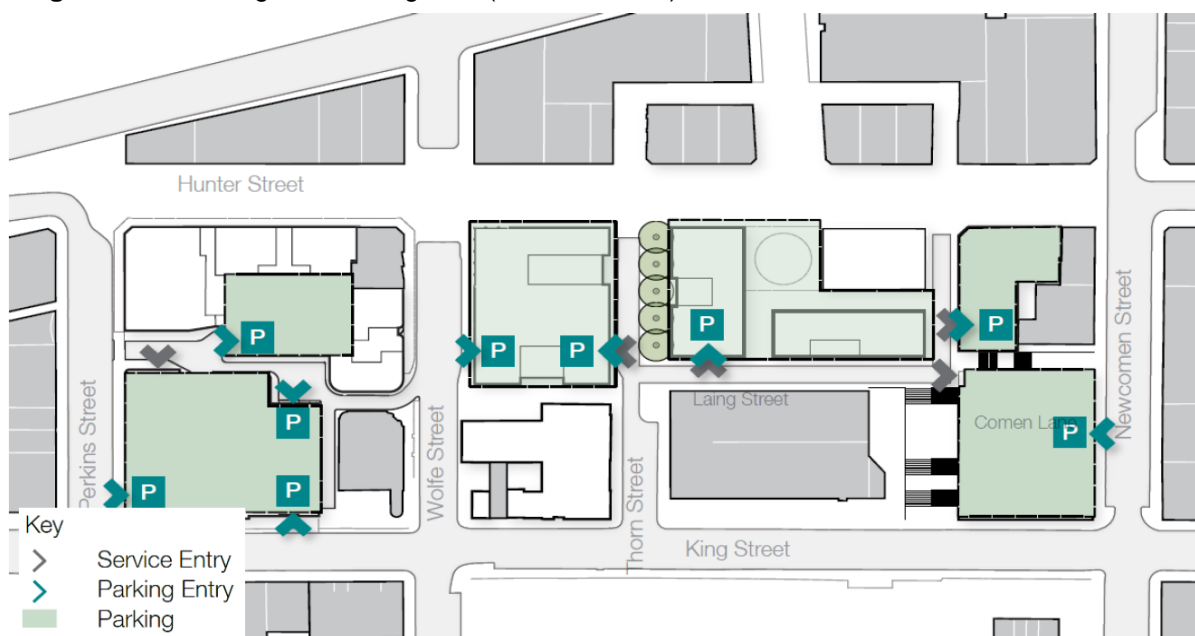 Hunter Street
P
P
P
P
P
P
P
P
P
P
Laing Street
Comen Lane
Perkins Street
Wolfe Street
Thorn Street
Newcomen Street
King Street
Key
Service Entry
Parking Entry
Parking